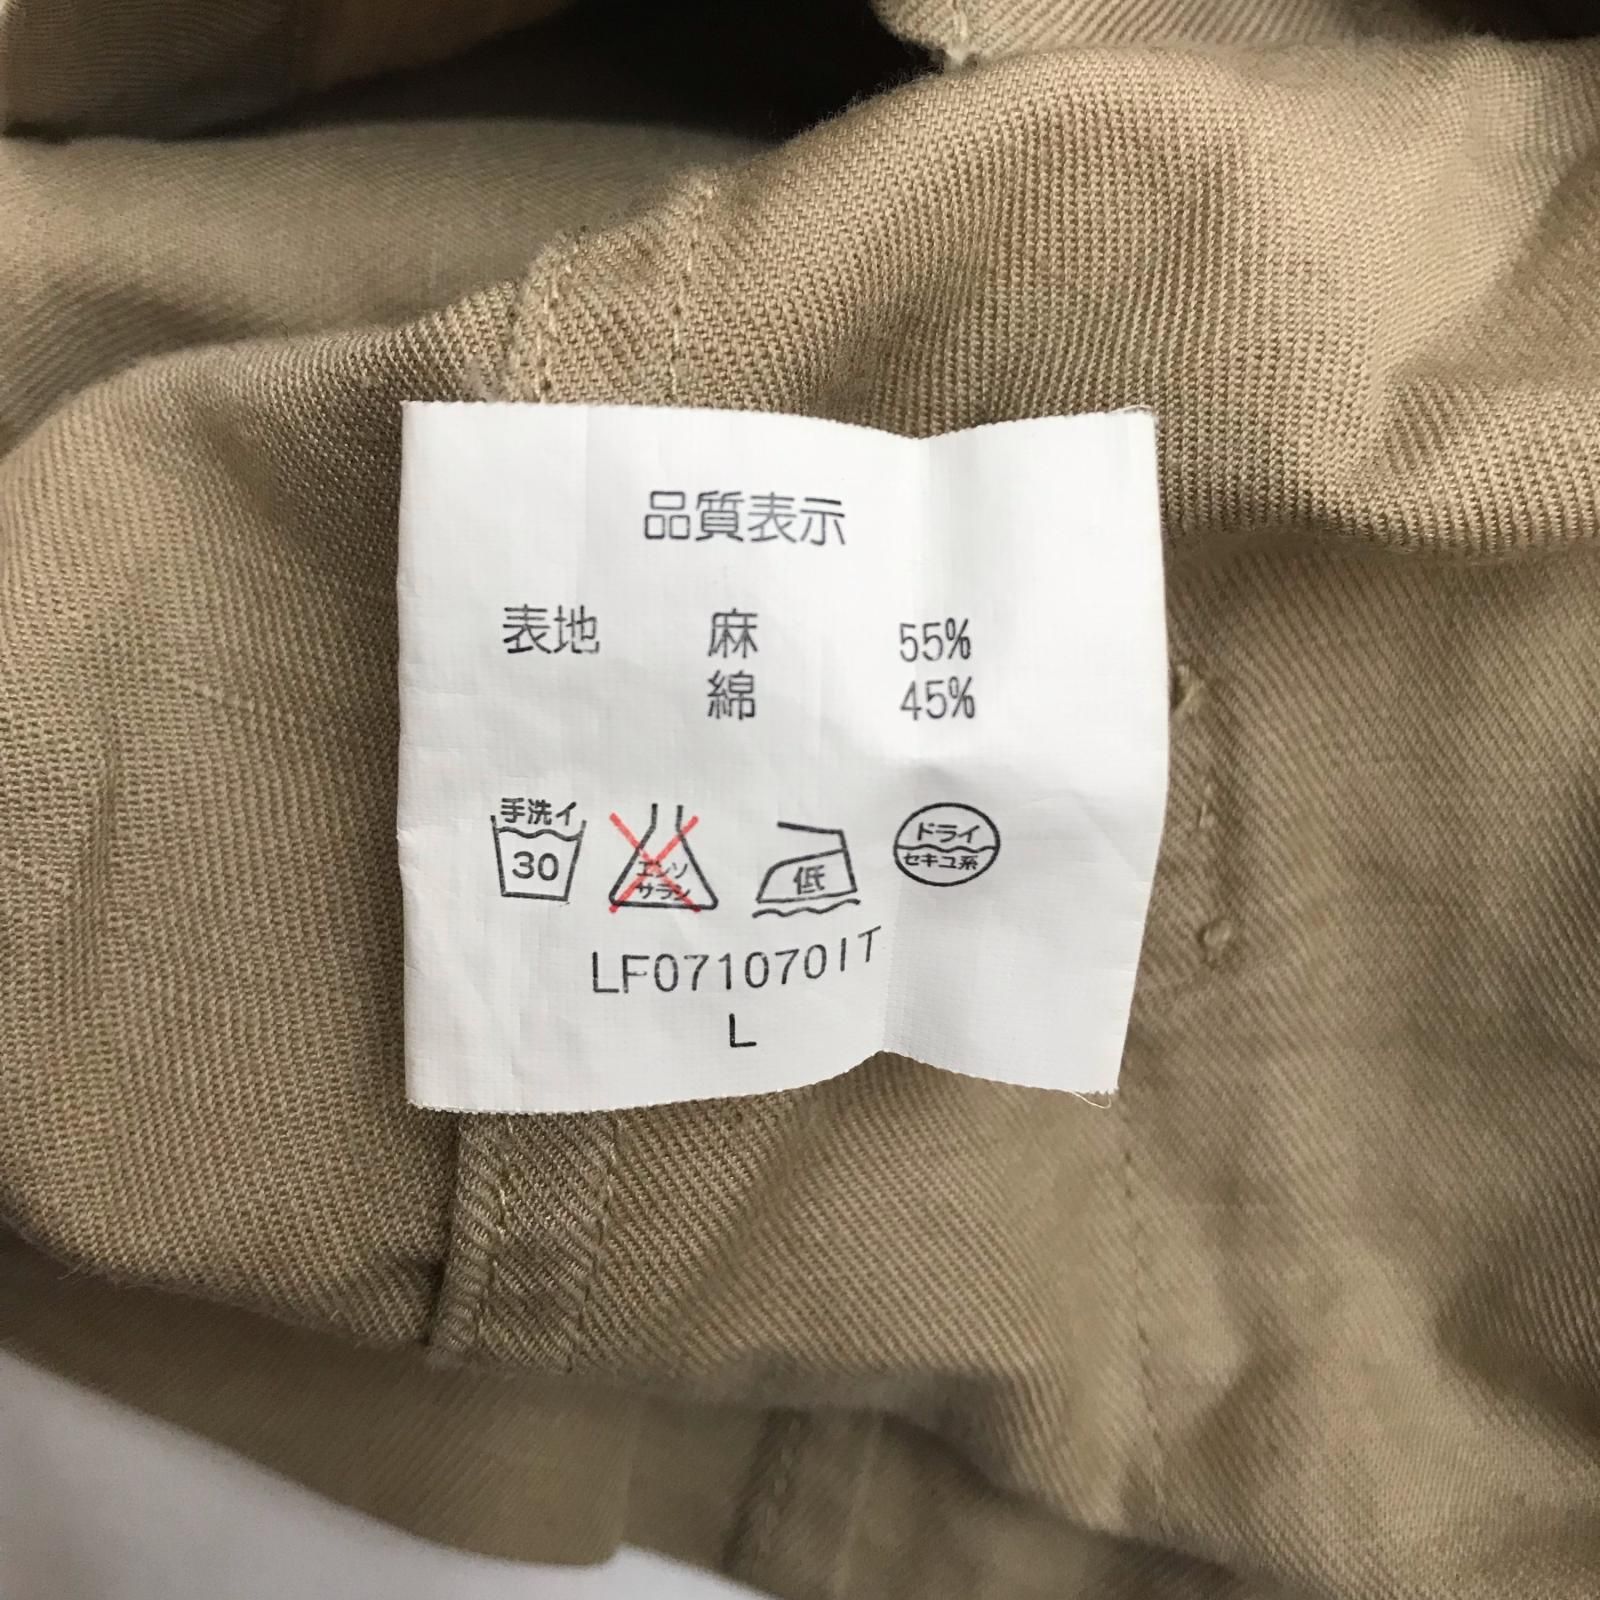 品質表示
表地 麻 55%
綿 45%
手洗イ
30
エンソ
サラシ
低
ドライ
セキユ系
LF071070IT
L